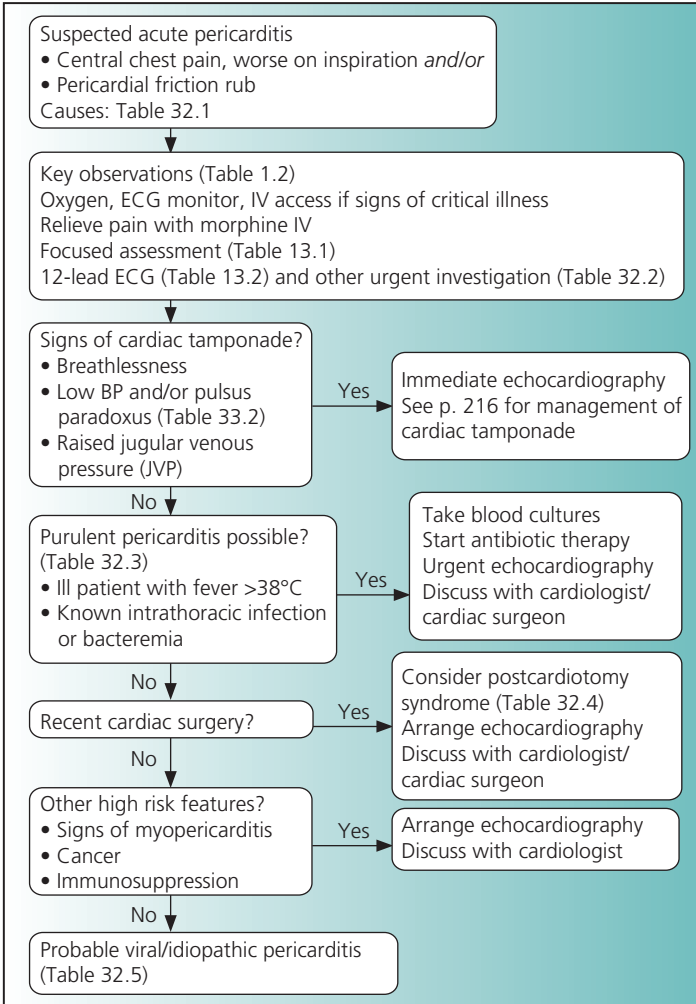 Suspected acute pericarditis
• Central chest pain, worse on inspiration and/or
• Pericardial friction rub
Causes: Table 32.1
Key observations (Table 1.2)
Oxygen, ECG monitor, IV access if signs of critical illness
Relieve pain with morphine IV
Focused assessment (Table 13.1)
12-lead ECG (Table 13.2) and other urgent investigation (Table 32.2)
Signs of cardiac tamponade?
• Breathlessness
• Low BP and/or pulsus
paradoxus (Table 33.2)
• Raised jugular venous
pressure (JVP)
Yes
Immediate echocardiography
See p. 216 for management of
cardiac tamponade
No
Purulent pericarditis possible?
(Table 32.3)
• Ill patient with fever >38°C
• Known intrathoracic infection
or bacteremia
Yes
Take blood cultures
Start antibiotic therapy
Urgent echocardiography
Discuss with cardiologist/
cardiac surgeon
No
Recent cardiac surgery?
Yes
Consider postcardiotomy
syndrome (Table 32.4)
Arrange echocardiography
Discuss with cardiologist/
cardiac surgeon
No
Other high risk features?
• Signs of myopericarditis
• Cancer
• Immunosuppression
Yes
Arrange echocardiography
Discuss with cardiologist
No
Probable viral/idiopathic pericarditis
(Table 32.5)